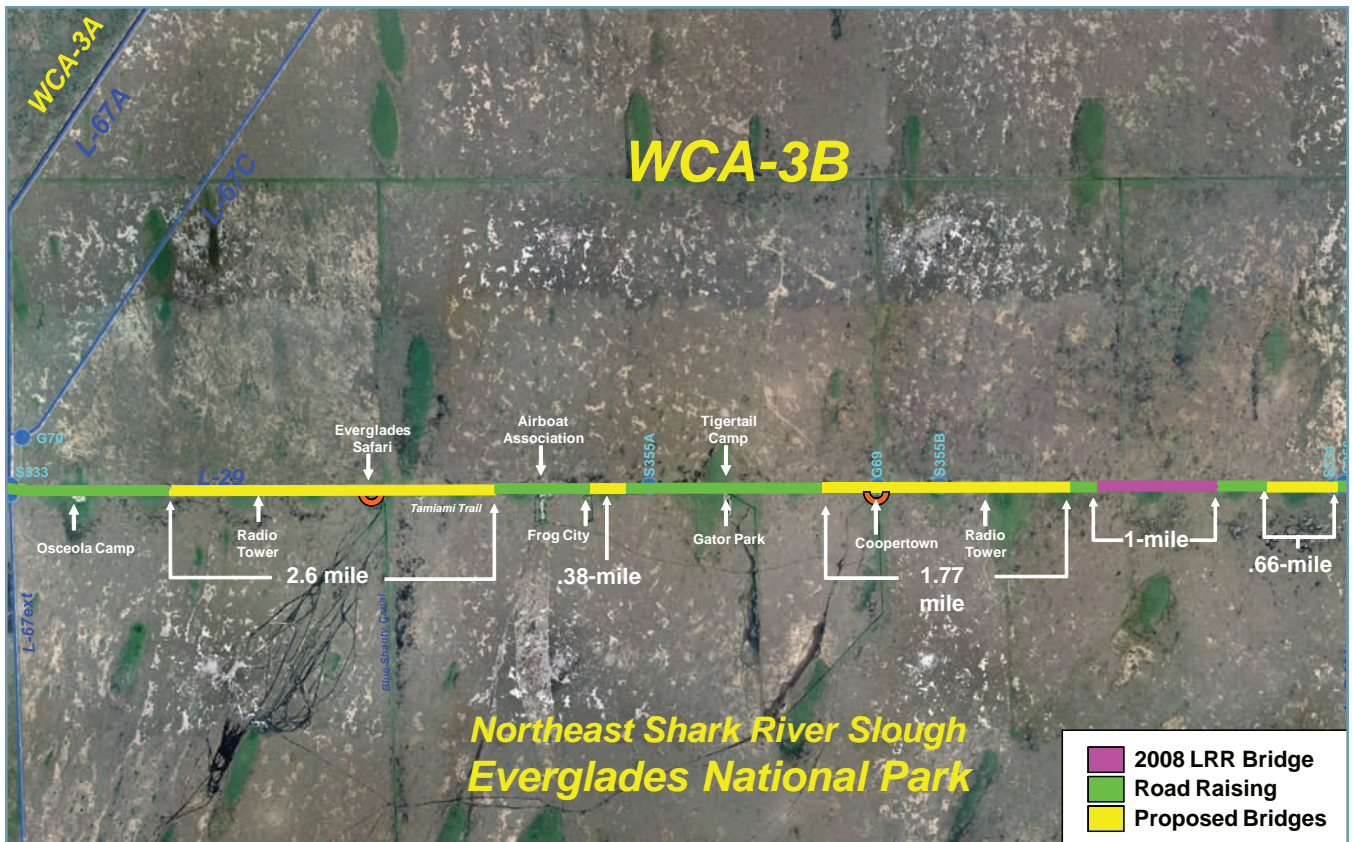 WCA-3A
L-67A
L-67C
WCA-3B
G70
S333
L-29
Everglades
Safari
Airboat
Association
S355A
Tigertail
Camp
G69
S355B
Tamiami Trail
Osceola Camp
Radio
Tower
2.6 mile
Frog City
.38-mile
Gator Park
Coopertown
1.77
mile
Radio
Tower
1-mile
.66-mile
L-67ext
Blue Shanty Canal
Northeast Shark River Slough
Everglades National Park
2008 LRR Bridge
Road Raising
Proposed Bridges